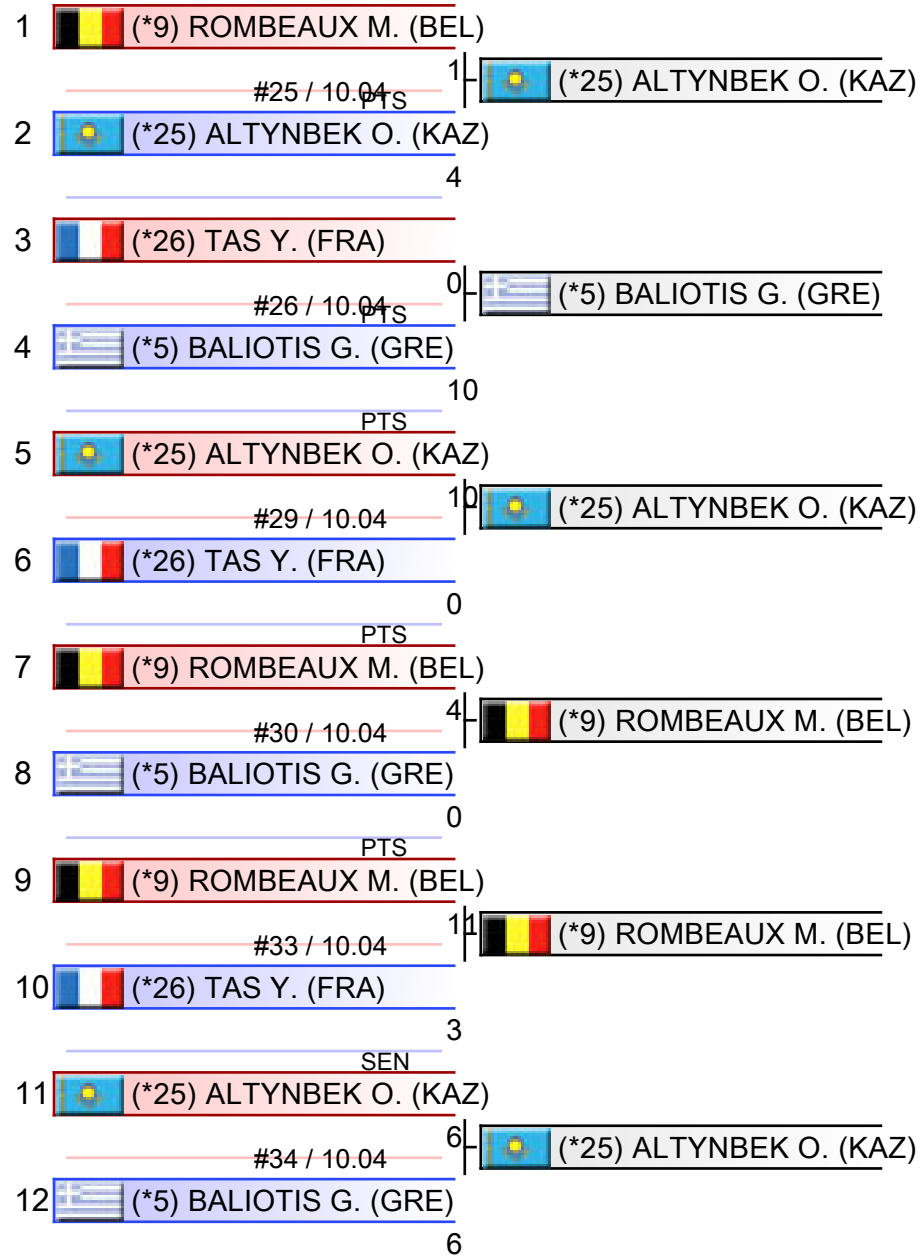 1 (*9) ROMBEAUX M. (BEL)
1 (*25) ALTYNBEK O. (KAZ)
#25 / 10.04 PTS
2 (*25) ALTYNBEK O. (KAZ)
4
3 (*26) TAS Y. (FRA)
0 (*5) BALIOTIS G. (GRE)
#26 / 10.04 PTS
4 (*5) BALIOTIS G. (GRE)
10
PTS
5 (*25) ALTYNBEK O. (KAZ)
10 (*25) ALTYNBEK O. (KAZ)
#29 / 10.04
6 (*26) TAS Y. (FRA)
0
PTS
7 (*9) ROMBEAUX M. (BEL)
4 (*9) ROMBEAUX M. (BEL)
#30 / 10.04
8 (*5) BALIOTIS G. (GRE)
0
PTS
9 (*9) ROMBEAUX M. (BEL)
11 (*9) ROMBEAUX M. (BEL)
#33 / 10.04
10 (*26) TAS Y. (FRA)
3
SEN
11 (*25) ALTYNBEK O. (KAZ)
6 (*25) ALTYNBEK O. (KAZ)
#34 / 10.04
12 (*5) BALIOTIS G. (GRE)
6